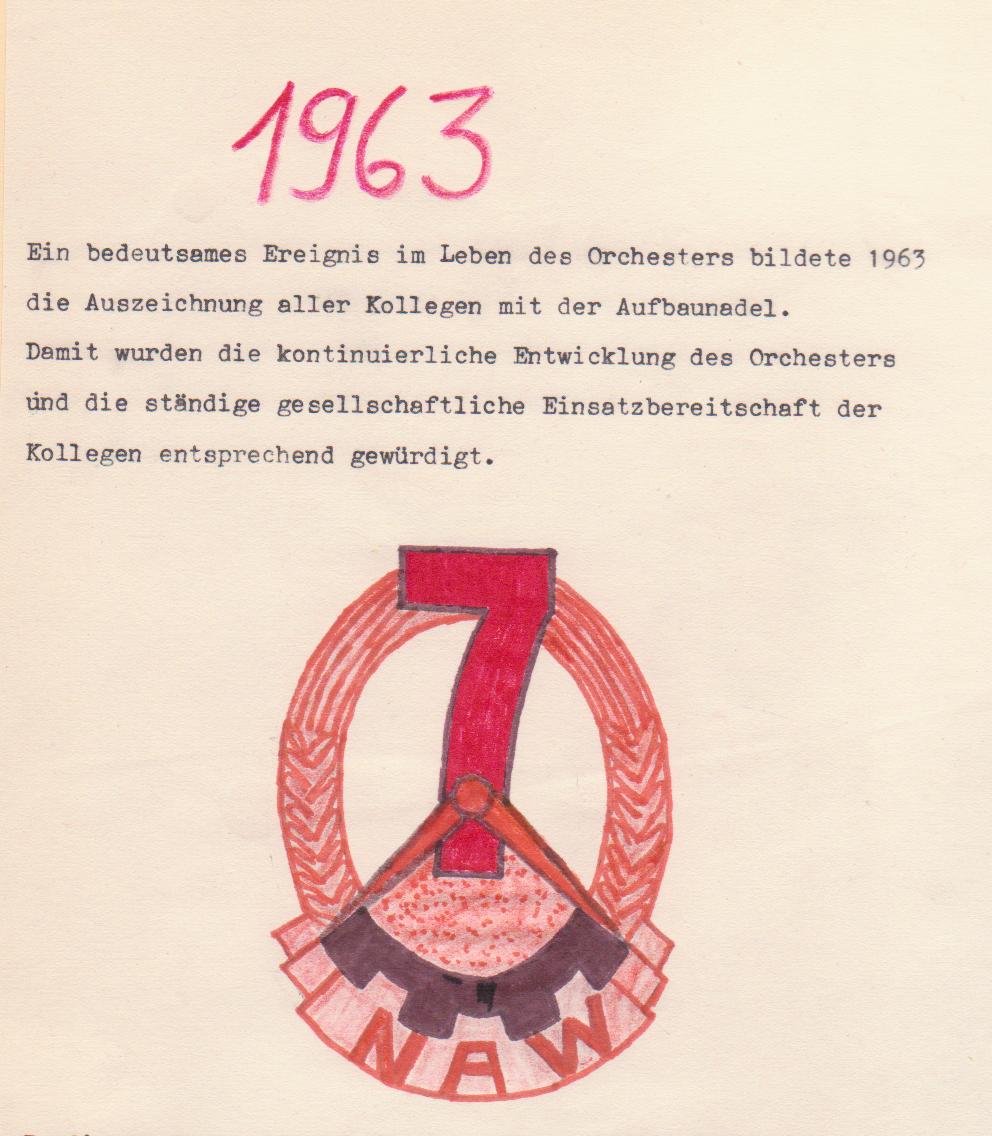 1963
Ein bedeutsames Ereignis im Leben des Orchesters bildete 1963
die Auszeichnung aller Kollegen mit der Aufbaunadel.
Damit wurden die kontinuierliche Entwicklung des Orchesters
und die ständige gesellschaftliche Einsatzbereitschaft der
Kollegen entsprechend gewürdigt.
7
NAW